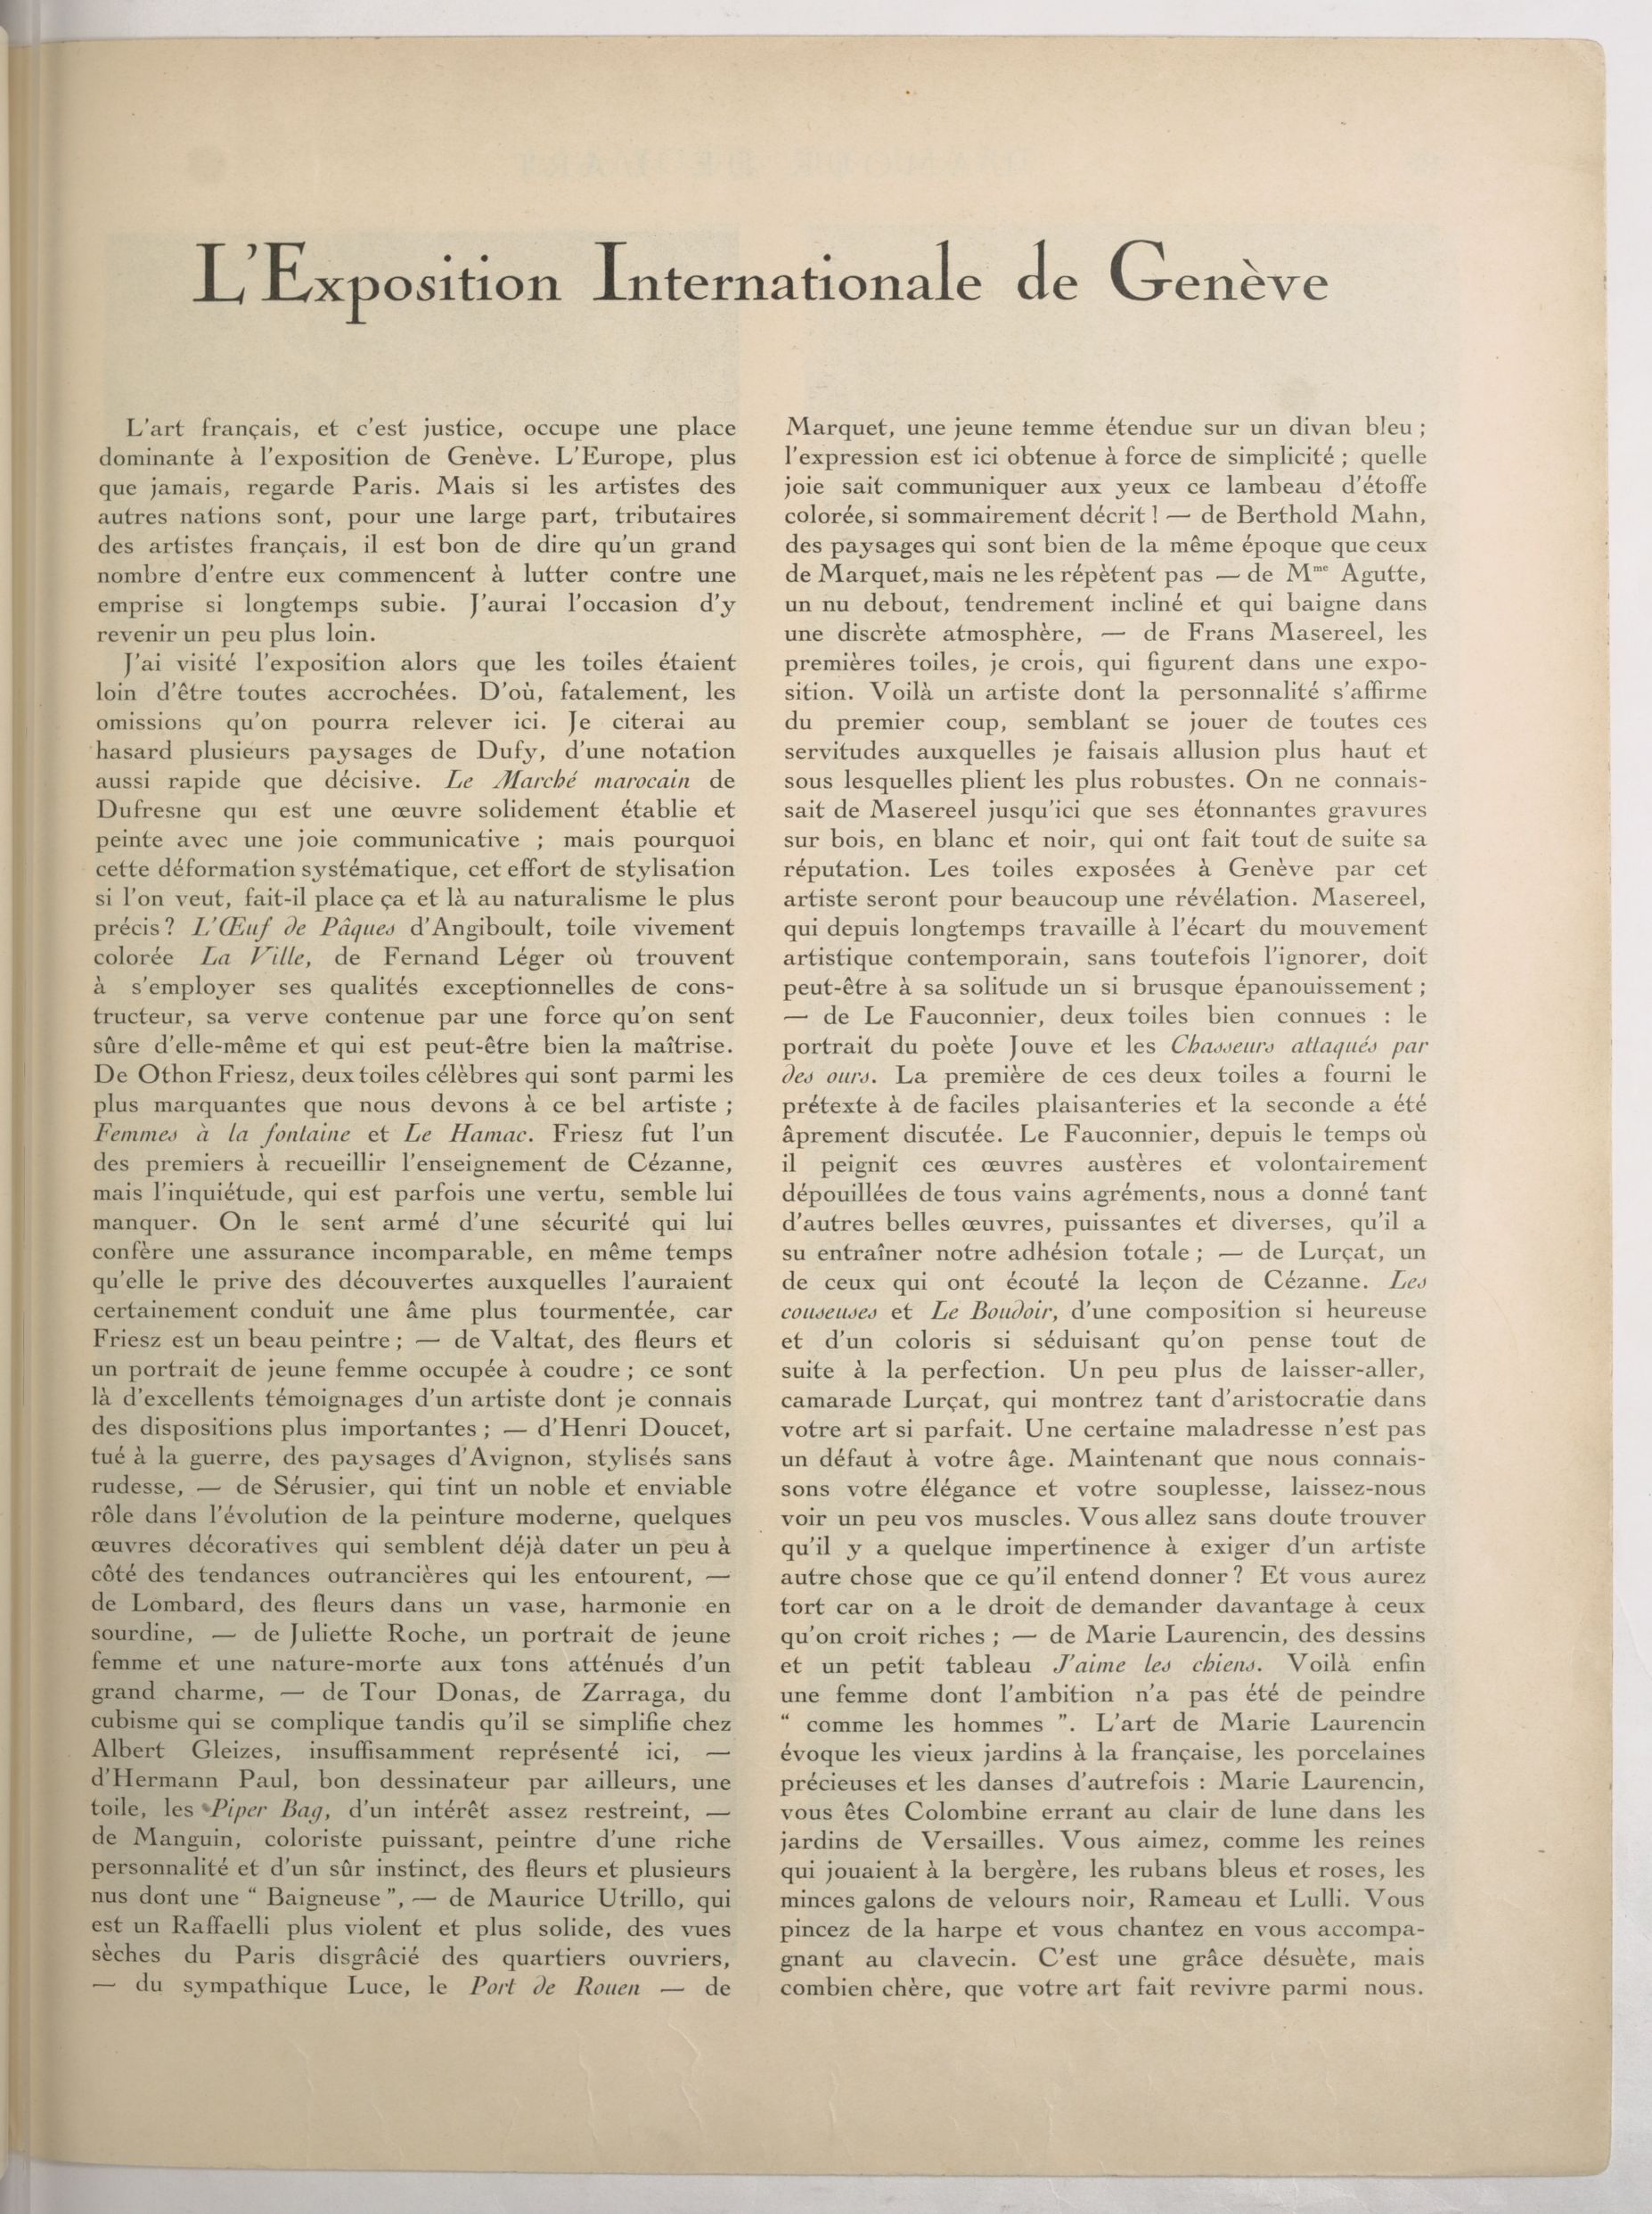 L'Exposition Internationale de Genève
L'art français, et c'est justice, occupe une place
dominante à l'exposition de Genève. L'Europe, plus
que jamais, regarde Paris. Mais si les artistes des
autres nations sont, pour une large part, tributaires
des artistes français, il est bon de dire qu'un grand
nombre d'entre eux commencent à lutter contre une
emprise si longtemps subie. J'aurai l'occasion d'y
revenir un peu plus loin.
J'ai visité l'exposition alors que les toiles étaient
loin d'être toutes accrochées. D'où, fatalement, les
omissions qu'on pourra relever ici. Je citerai au
hasard plusieurs paysages de Dufy, d'une notation
aussi rapide que décisive. Le Marché marocain de
Dufresne qui est une œuvre solidement établie et
peinte avec une joie communicative ; mais pourquoi
cette déformation systématique, cet effort de stylisation
si l'on veut, fait-il place ça et là au naturalisme le plus
précis ? L'Œuf de Pâques d'Angiboult, toile vivement
colorée La Ville, de Fernand Léger où trouvent
à s'employer ses qualités exceptionnelles de cons-
tructeur, sa verve contenue par une force qu'on sent
sûre d'elle-même et qui est peut-être bien la maîtrise.
De Othon Friesz, deux toiles célèbres qui sont parmi les
plus marquantes que nous devons à ce bel artiste ;
Femmes à la fontaine et Le Hamac. Friesz fut l'un
des premiers à recueillir l'enseignement de Cézanne,
mais l'inquiétude, qui est parfois une vertu, semble lui
manquer. On le sent armé d'une sécurité qui lui
confère une assurance incomparable, en même temps
qu'elle le prive des découvertes auxquelles l'auraient
certainement conduit une âme plus tourmentée, car
Friesz est un beau peintre ; — de Valtat, des fleurs et
un portrait de jeune femme occupée à coudre ; ce sont
là d'excellents témoignages d'un artiste dont je connais
des dispositions plus importantes ; — d'Henri Doucet,
tué à la guerre, des paysages d'Avignon, stylisés sans
rudesse, — de Sérusier, qui tint un noble et enviable
rôle dans l'évolution de la peinture moderne, quelques
œuvres décoratives qui semblent déjà dater un peu à
côté des tendances outrancières qui les entourent, —
de Lombard, des fleurs dans un vase, harmonie en
sourdine, — de Juliette Roche, un portrait de jeune
femme et une nature-morte aux tons atténués d'un
grand charme, — de Tour Donas, de Zarraga, du
cubisme qui se complique tandis qu'il se simplifie chez
Albert Gleizes, insuffisamment représenté ici, —
d'Hermann Paul, bon dessinateur par ailleurs, une
toile, les Piper Bag, d'un intérêt assez restreint, —
de Manguin, coloriste puissant, peintre d'une riche
personnalité et d'un sûr instinct, des fleurs et plusieurs
nus dont une “ Baigneuse ”, — de Maurice Utrillo, qui
est un Raffaelli plus violent et plus solide, des vues
sèches du Paris disgrâcié des quartiers ouvriers,
— du sympathique Luce, le Port de Rouen — de
Marquet, une jeune femme étendue sur un divan bleu ;
l'expression est ici obtenue à force de simplicité ; quelle
joie sait communiquer aux yeux ce lambeau d'étoffe
colorée, si sommairement décrit ! — de Berthold Mahn,
des paysages qui sont bien de la même époque que ceux
de Marquet, mais ne les répètent pas — de Mme Agutte,
un nu debout, tendrement incliné et qui baigne dans
une discrète atmosphère, — de Frans Masereel, les
premières toiles, je crois, qui figurent dans une expo-
sition. Voilà un artiste dont la personnalité s'affirme
du premier coup, semblant se jouer de toutes ces
servitudes auxquelles je faisais allusion plus haut et
sous lesquelles plient les plus robustes. On ne connais-
sait de Masereel jusqu'ici que ses étonnantes gravures
sur bois, en blanc et noir, qui ont fait tout de suite sa
réputation. Les toiles exposées à Genève par cet
artiste seront pour beaucoup une révélation. Masereel,
qui depuis longtemps travaille à l'écart du mouvement
artistique contemporain, sans toutefois l'ignorer, doit
peut-être à sa solitude un si brusque épanouissement ;
— de Le Fauconnier, deux toiles bien connues : le
portrait du poète Jouve et les Chasseurs attaqués par
des ours. La première de ces deux toiles a fourni le
prétexte à de faciles plaisanteries et la seconde a été
âprement discutée. Le Fauconnier, depuis le temps où
il peignit ces œuvres austères et volontairement
dépouillées de tous vains agréments, nous a donné tant
d'autres belles œuvres, puissantes et diverses, qu'il a
su entraîner notre adhésion totale ; — de Lurçat, un
de ceux qui ont écouté la leçon de Cézanne. Les
couseuses et Le Boudoir, d'une composition si heureuse
et d'un coloris si séduisant qu'on pense tout de
suite à la perfection. Un peu plus de laisser-aller,
camarade Lurçat, qui montrez tant d'aristocratie dans
votre art si parfait. Une certaine maladresse n'est pas
un défaut à votre âge. Maintenant que nous connais-
sons votre élégance et votre souplesse, laissez-nous
voir un peu vos muscles. Vous allez sans doute trouver
qu'il y a quelque impertinence à exiger d'un artiste
autre chose que ce qu'il entend donner ? Et vous aurez
tort car on a le droit de demander davantage à ceux
qu'on croit riches ; — de Marie Laurencin, des dessins
et un petit tableau J'aime les chiens. Voilà enfin
une femme dont l'ambition n'a pas été de peindre
“ comme les hommes ”. L'art de Marie Laurencin
évoque les vieux jardins à la française, les porcelaines
précieuses et les danses d'autrefois : Marie Laurencin,
vous êtes Colombine errant au clair de lune dans les
jardins de Versailles. Vous aimez, comme les reines
qui jouaient à la bergère, les rubans bleus et roses, les
minces galons de velours noir, Rameau et Lulli. Vous
pincez de la harpe et vous chantez en vous accompa-
gnant au clavecin. C'est une grâce désuète, mais
combien chère, que votre art fait revivre parmi nous.